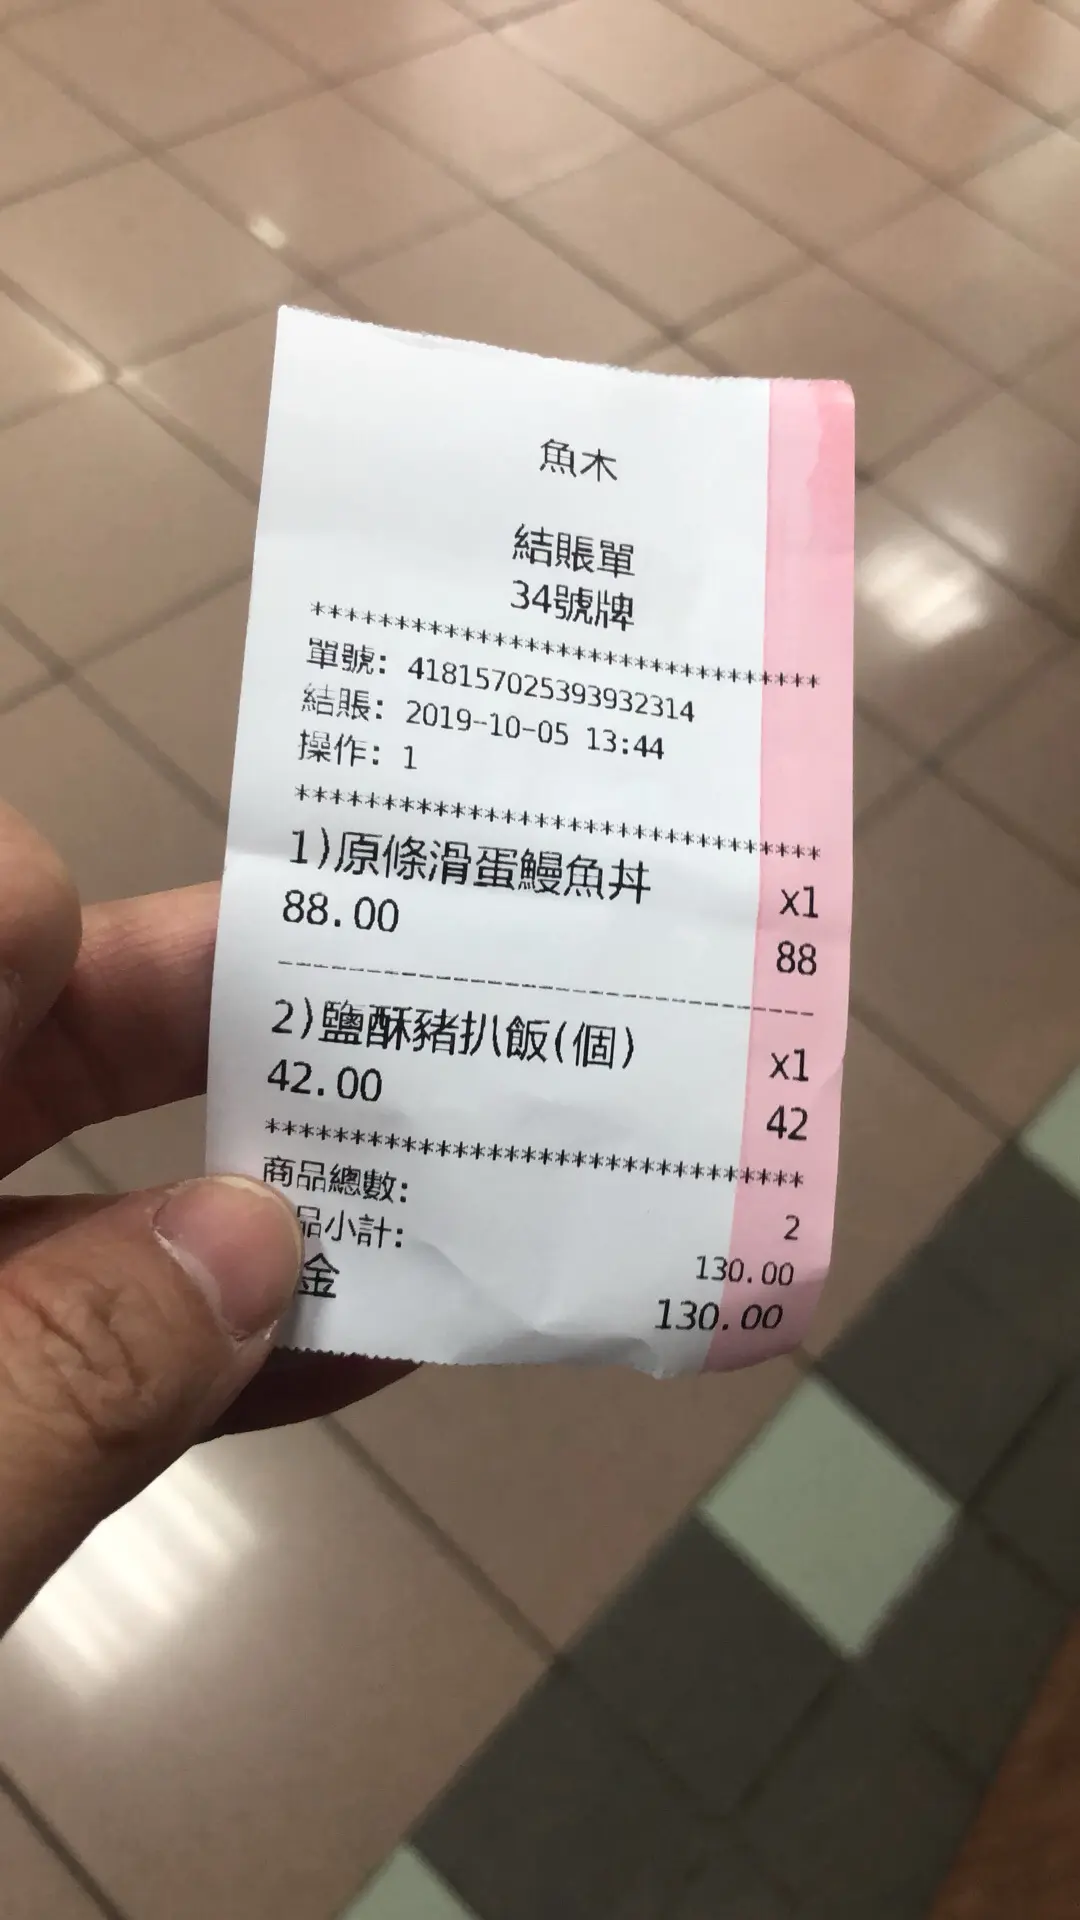 魚木
結賬單
34號牌
*********************************
單號: 418157025393932314
結賬: 2019-10-05 13:44
操作: 1
*********************************
1)原條滑蛋鰻魚丼 x1
88.00 88
---------------------------------
2)鹽酥豬扒飯(個) x1
42.00 42
*********************************
商品總數: 2
品小計: 130.00
金 130.00